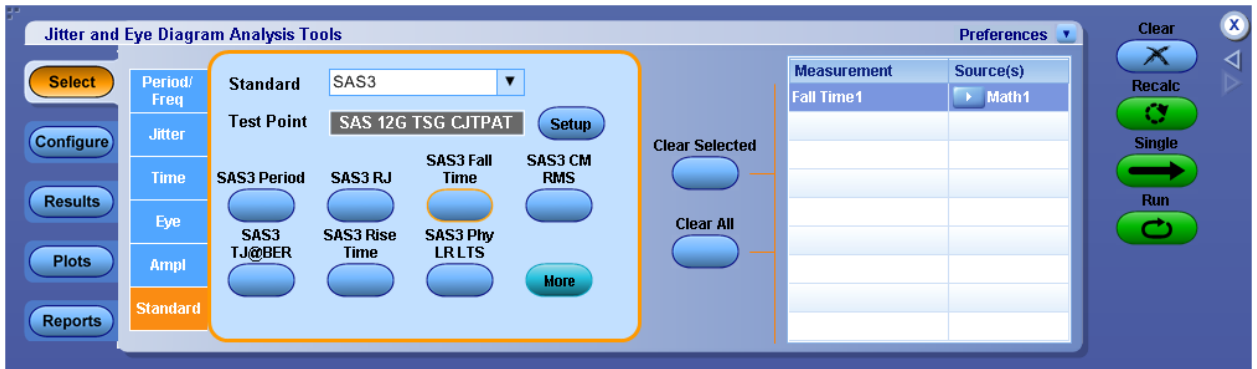 Jitter and Eye Diagram Analysis Tools
Preferences
Select
Configure
Results
Plots
Reports
Period/
Freq
Jitter
Time
Eye
Ampl
Standard
Standard
SAS3
Test Point
SAS 12G TSG CJTPAT
Setup
SAS3 Period
SAS3 RJ
SAS3 Fall
Time
SAS3 CM
RMS
SAS3
TJ@BER
SAS3 Rise
Time
SAS3 Phy
LR LTS
More
Clear Selected
Clear All
Measurement
Source(s)
Fall Time1
Math1
Clear
X
Recalc
Single
Run